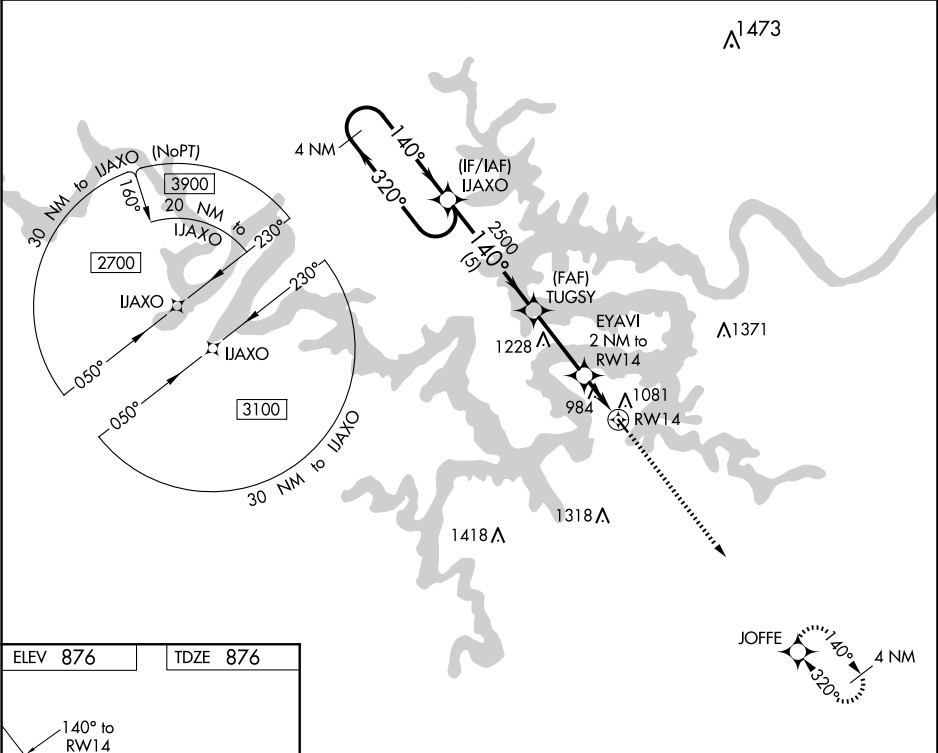 1473
4 NM
140°
320°
(IF/IAF)
IJAXO
2500
140°
(5)
(FAF)
TUGSY
1228
EYAVI
2 NM to
RW14
984
1081
RW14
1371
1318
1418
30 NM to IJAXO (NoPT)
160°
3900
20 NM to
IJAXO
230°
2700
IJAXO
050°
230°
IJAXO
050°
3100
30 NM to IJAXO
JOFFE
140°
320°
4 NM
ELEV 876
TDZE 876
140° to
RW14